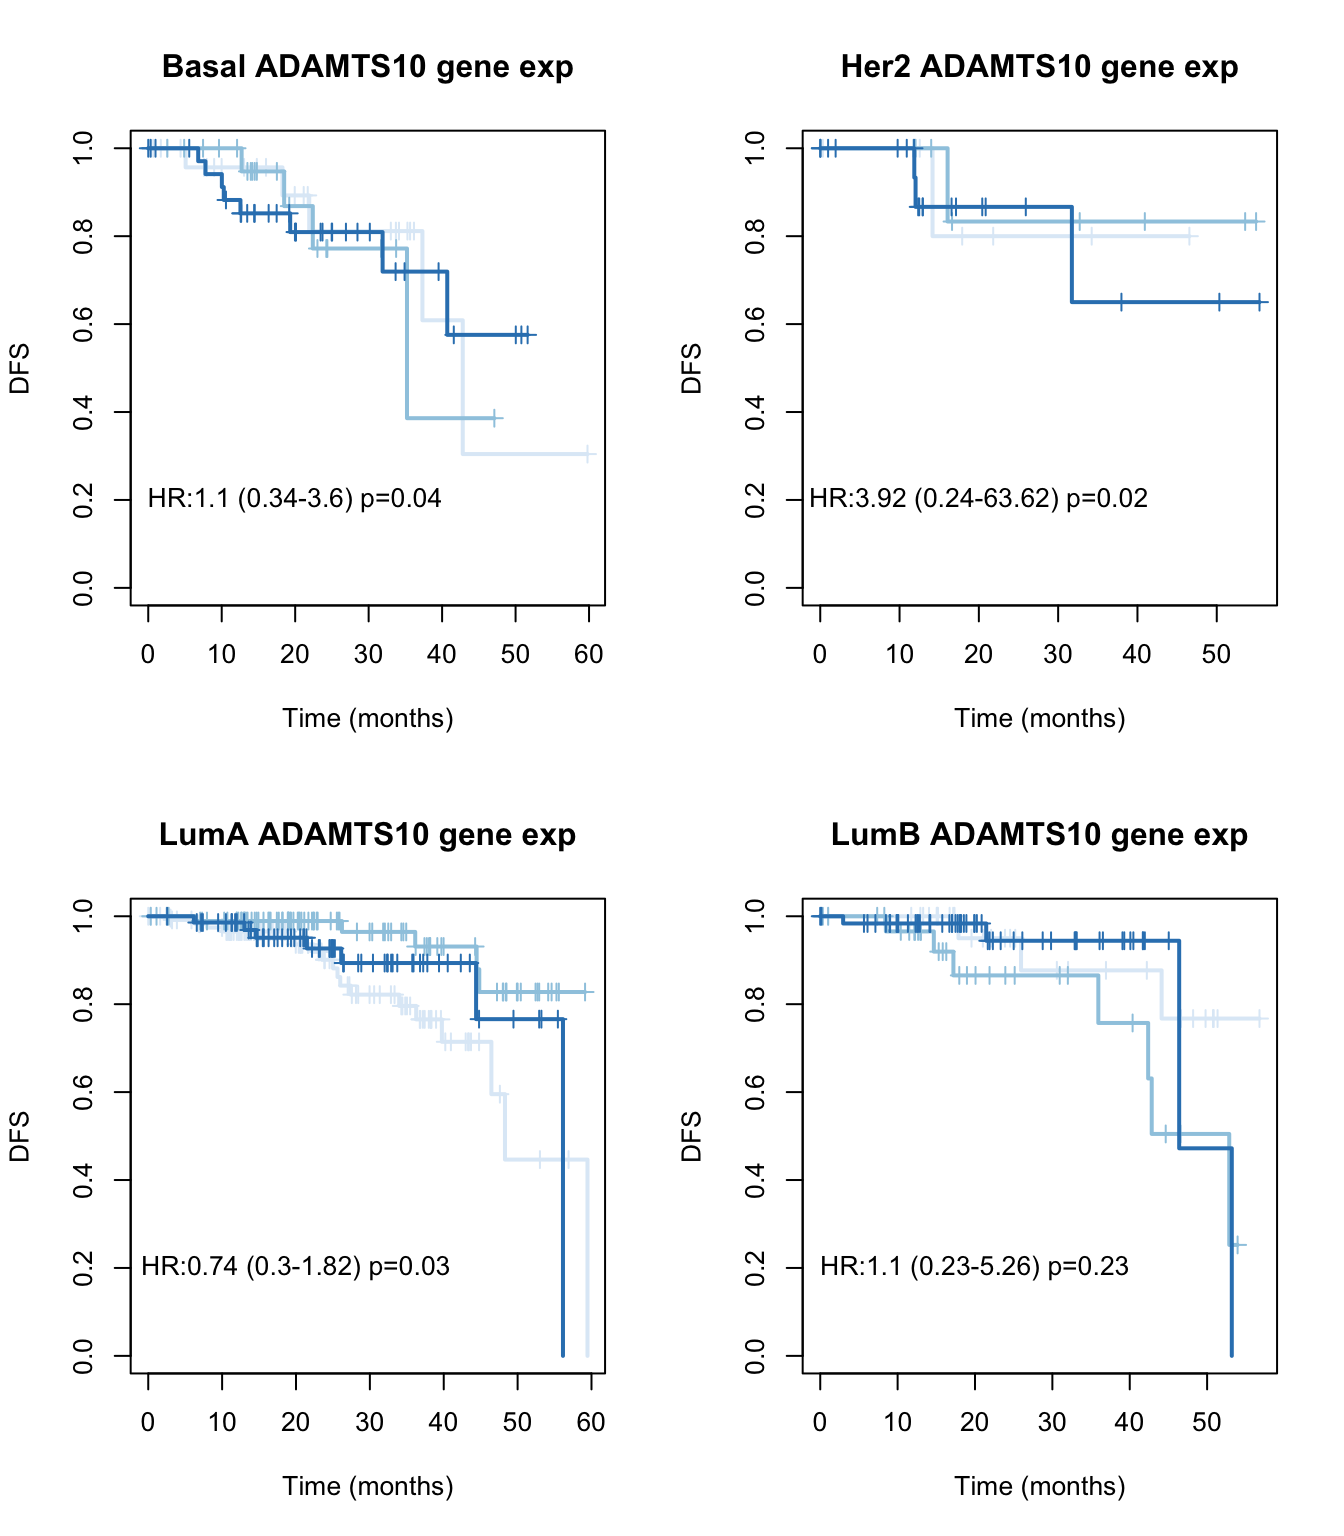 Basal ADAMTS10 gene exp
DFS
1.0
0.8
0.6
0.4
0.2
0.0
HR:1.1 (0.34-3.6) p=0.04
0 10 20 30 40 50 60
Time (months)
Her2 ADAMTS10 gene exp
DFS
1.0
0.8
0.6
0.4
0.2
0.0
HR:3.92 (0.24-63.62) p=0.02
0 10 20 30 40 50
Time (months)
LumA ADAMTS10 gene exp
DFS
1.0
0.8
0.6
0.4
0.2
0.0
HR:0.74 (0.3-1.82) p=0.03
0 10 20 30 40 50 60
Time (months)
LumB ADAMTS10 gene exp
DFS
1.0
0.8
0.6
0.4
0.2
0.0
HR:1.1 (0.23-5.26) p=0.23
0 10 20 30 40 50
Time (months)